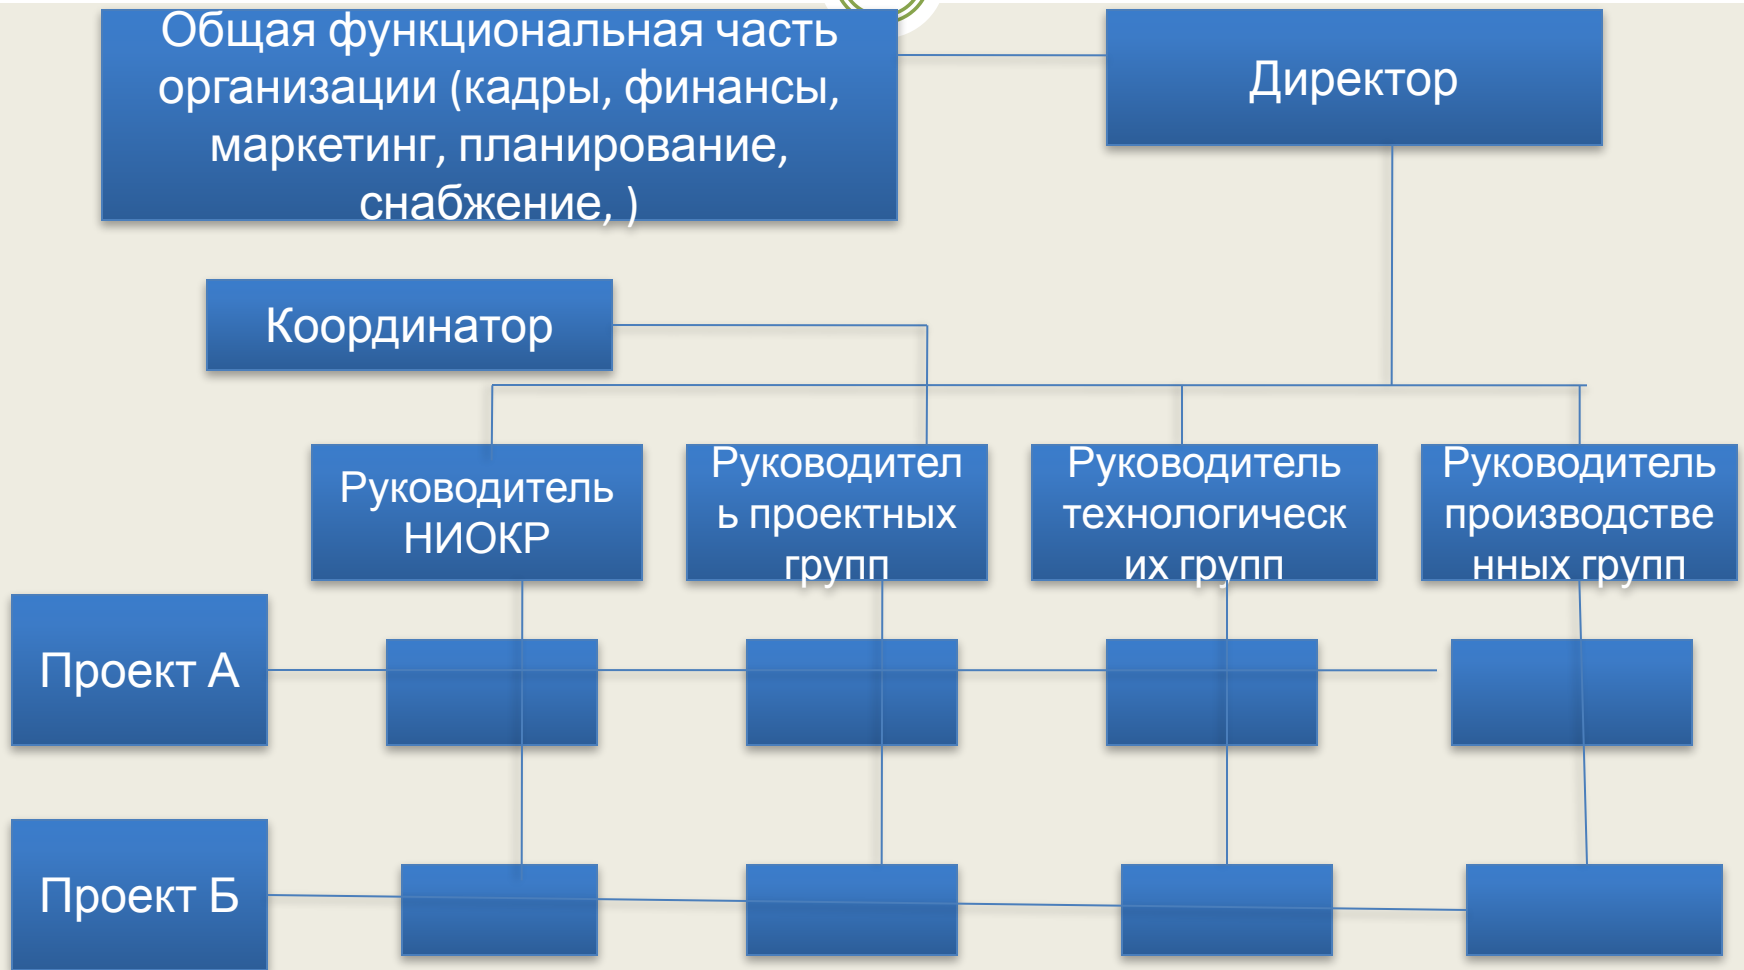 Общая функциональная часть
организации (кадры, финансы,
маркетинг, планирование,
снабжение, )
Директор
Координатор
Руководитель
НИОКР
Руководител
ь проектных
групп
Руководитель
технологическ
их групп
Руководитель
производстве
нных групп
Проект А
Проект Б